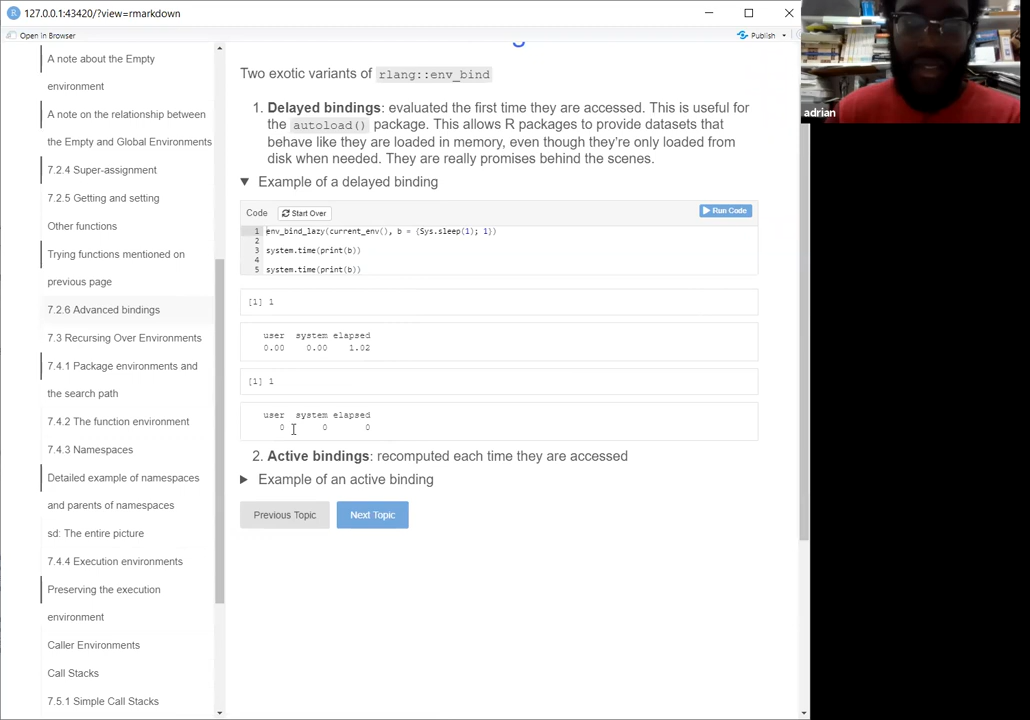 127.0.0.1:43420/?view=rmarkdown
Open In Browser
Publish
A note about the Empty
environment
A note on the relationship between
the Empty and Global Environments
7.2.4 Super-assignment
7.2.5 Getting and setting
Other functions
Trying functions mentioned on
previous page
7.2.6 Advanced bindings
7.3 Recursing Over Environments
7.4.1 Package environments and
the search path
7.4.2 The function environment
7.4.3 Namespaces
Detailed example of namespaces
and parents of namespaces
sd: The entire picture
7.4.4 Execution environments
Preserving the execution
environment
Caller Environments
Call Stacks
7.5.1 Simple Call Stacks
Two exotic variants of rlang::env_bind
1. Delayed bindings: evaluated the first time they are accessed. This is useful for
the autoload() package. This allows R packages to provide datasets that
behave like they are loaded in memory, even though they're only loaded from
disk when needed. They are really promises behind the scenes.
Example of a delayed binding
Code Start Over Run Code
1 env_bind_lazy(current_env(), b = {Sys.sleep(1); 1})
2
3 system.time(print(b))
4
5 system.time(print(b))
[1] 1
user system elapsed
0.00 0.00 1.02
[1] 1
user system elapsed
0 0 0
2. Active bindings: recomputed each time they are accessed
Example of an active binding
Previous Topic Next Topic
adrian